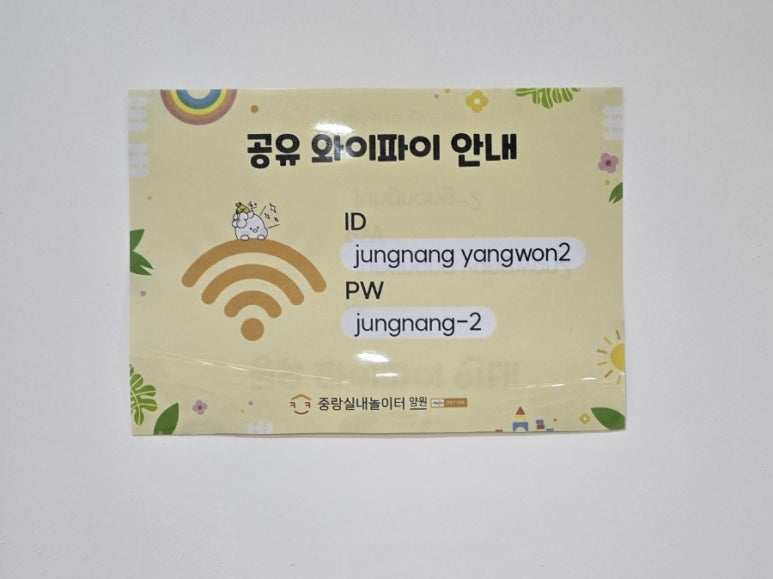 공유 와이파이 안내
ID
jungnang yangwon2
PW
jungnang-2
중랑실내놀이터 양원